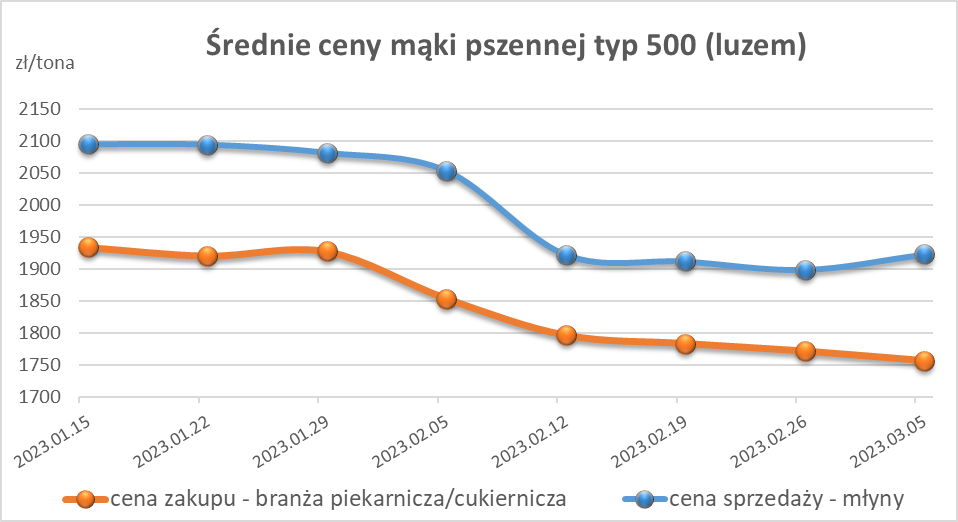 Średnie ceny mąki pszennej typ 500 (luzem)
zł/tona
2150
2100
2050
2000
1950
1900
1850
1800
1750
1700
2023.01.15 2023.01.22 2023.01.29 2023.02.05 2023.02.12 2023.02.19 2023.02.26 2023.03.05
cena zakupu - branża piekarnicza/cukiernicza cena sprzedaży - młyny